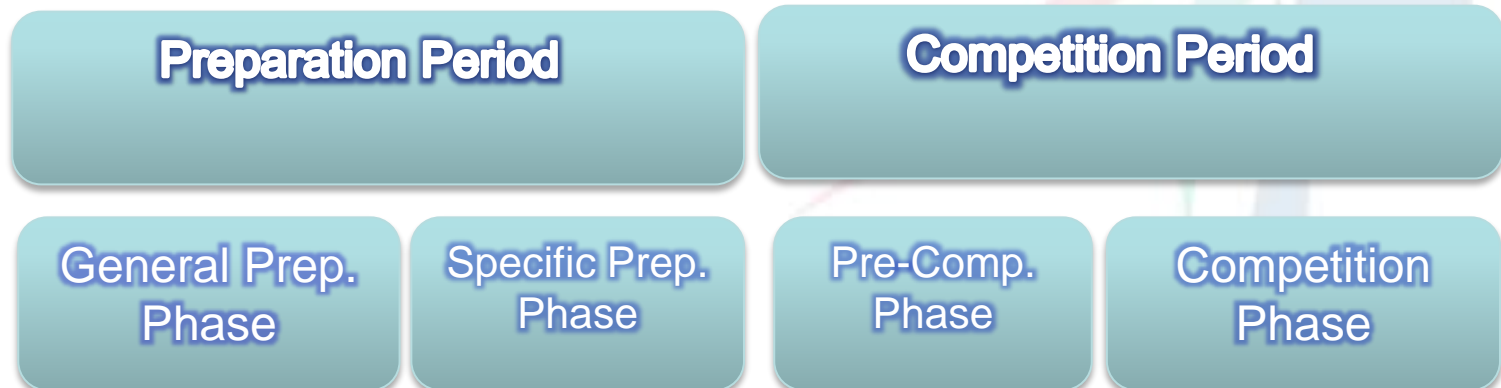 Preparation Period
Competition Period
General Prep.
Phase
Specific Prep.
Phase
Pre-Comp.
Phase
Competition
Phase